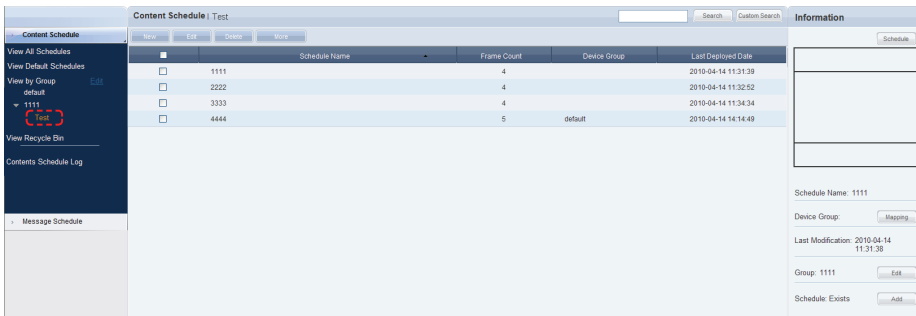 Content Schedule
View All Schedules
View Default Schedules
View by Group Edit
default
1111
Test
View Recycle Bin
Contents Schedule Log
Message Schedule
Content Schedule | Test
Search Custom Search
New Edit Delete More
Schedule Name Frame Count Device Group Last Deployed Date
1111 4 2010-04-14 11:31:39
2222 4 2010-04-14 11:32:52
3333 4 2010-04-14 11:34:34
4444 5 default 2010-04-14 14:14:49
Information
Schedule
Schedule Name: 1111
Device Group: Mapping
Last Modification: 2010-04-14
11:31:38
Group: 1111 Edit
Schedule: Exists Add